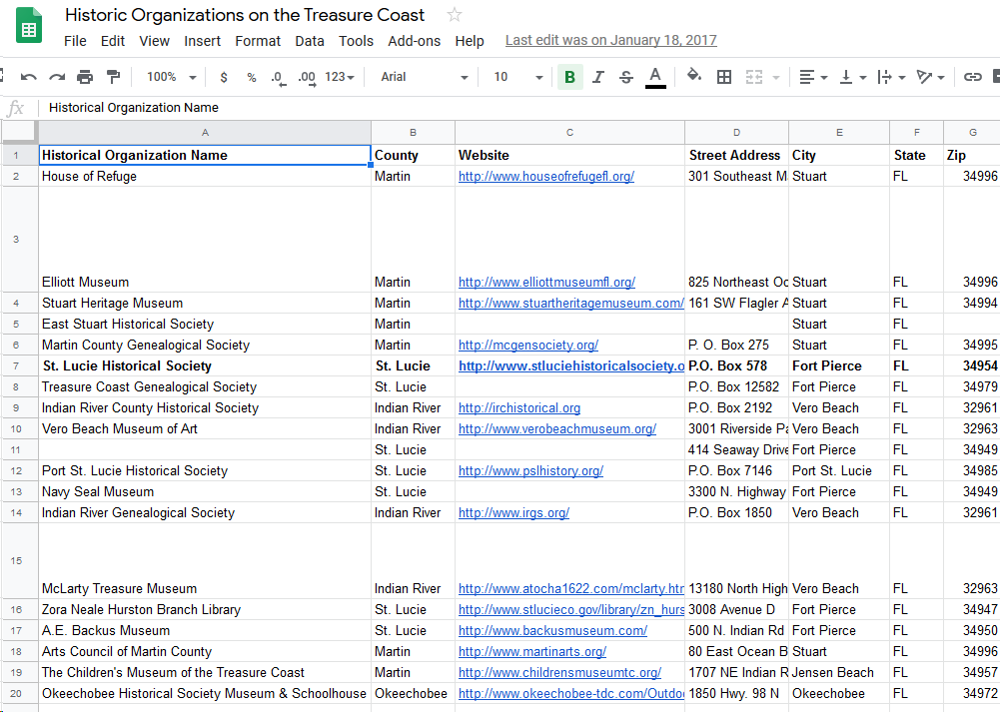 Historic Organizations on the Treasure Coast
File Edit View Insert Format Data Tools Add-ons Help Last edit was on January 18, 2017
100% $ % .0 .00 123 Arial 10 B I S A
fx Historical Organization Name
A B C D E F G
1 Historical Organization Name County Website Street Address City State Zip
2 House of Refuge Martin http://www.houseofrefugefl.org/ 301 Southeast M Stuart FL 34996
3 Elliott Museum Martin http://www.elliottmuseumfl.org/ 825 Northeast Oc Stuart FL 34996
4 Stuart Heritage Museum Martin http://www.stuartheritagemuseum.com/ 161 SW Flagler A Stuart FL 34994
5 East Stuart Historical Society Martin Stuart FL
6 Martin County Genealogical Society Martin http://mcgensociety.org/ P. O. Box 275 Stuart FL 34995
7 St. Lucie Historical Society St. Lucie http://www.stluciehistoricalsociety.o P.O. Box 578 Fort Pierce FL 34954
8 Treasure Coast Genealogical Society St. Lucie P.O. Box 12582 Fort Pierce FL 34979
9 Indian River County Historical Society Indian River http://irchistorical.org P.O. Box 2192 Vero Beach FL 32961
10 Vero Beach Museum of Art Indian River http://www.verobeachmuseum.org/ 3001 Riverside Pa Vero Beach FL 32963
11 St. Lucie 414 Seaway Drive Fort Pierce FL 34949
12 Port St. Lucie Historical Society St. Lucie http://www.pslhistory.org/ P.O. Box 7146 Port St. Lucie FL 34985
13 Navy Seal Museum St. Lucie 3300 N. Highway Fort Pierce FL 34949
14 Indian River Genealogical Society Indian River http://www.irgs.org/ P.O. Box 1850 Vero Beach FL 32961
15 McLarty Treasure Museum Indian River http://www.atocha1622.com/mclarty.htm 13180 North High Vero Beach FL 32963
16 Zora Neale Hurston Branch Library St. Lucie http://www.stlucieco.gov/library/zn_hurs 3008 Avenue D Fort Pierce FL 34947
17 A.E. Backus Museum St. Lucie http://www.backusmuseum.com/ 500 N. Indian Rd Fort Pierce FL 34950
18 Arts Council of Martin County Martin http://www.martinarts.org/ 80 East Ocean B Stuart FL 34996
19 The Children's Museum of the Treasure Coast Martin http://www.childrensmuseumtc.org/ 1707 NE Indian R Jensen Beach FL 34957
20 Okeechobee Historical Society Museum & Schoolhouse Okeechobee http://www.okeechobee-tdc.com/Outdo 1850 Hwy. 98 N Okeechobee FL 34972